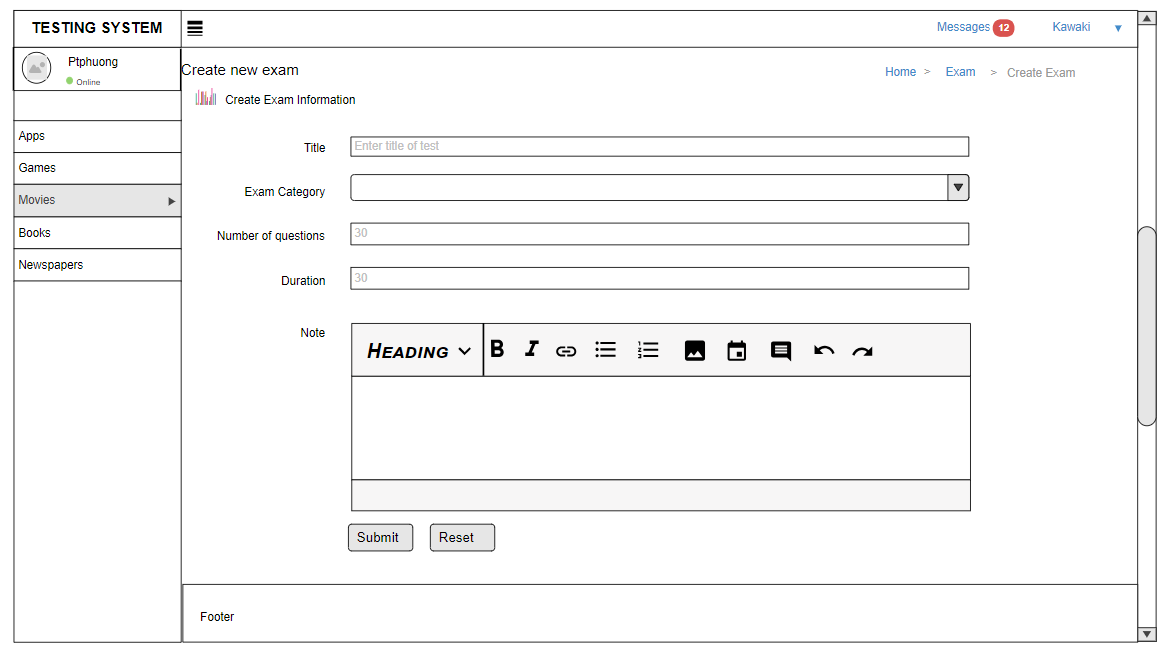 TESTING SYSTEM
Messages 12 Kawaki
Ptphuong
Online
Create new exam
Home > Exam > Create Exam
Create Exam Information
Apps
Games
Movies
Books
Newspapers
Title Enter title of test
Exam Category
Number of questions 30
Duration 30
Note
HEADING B I
Submit Reset
Footer